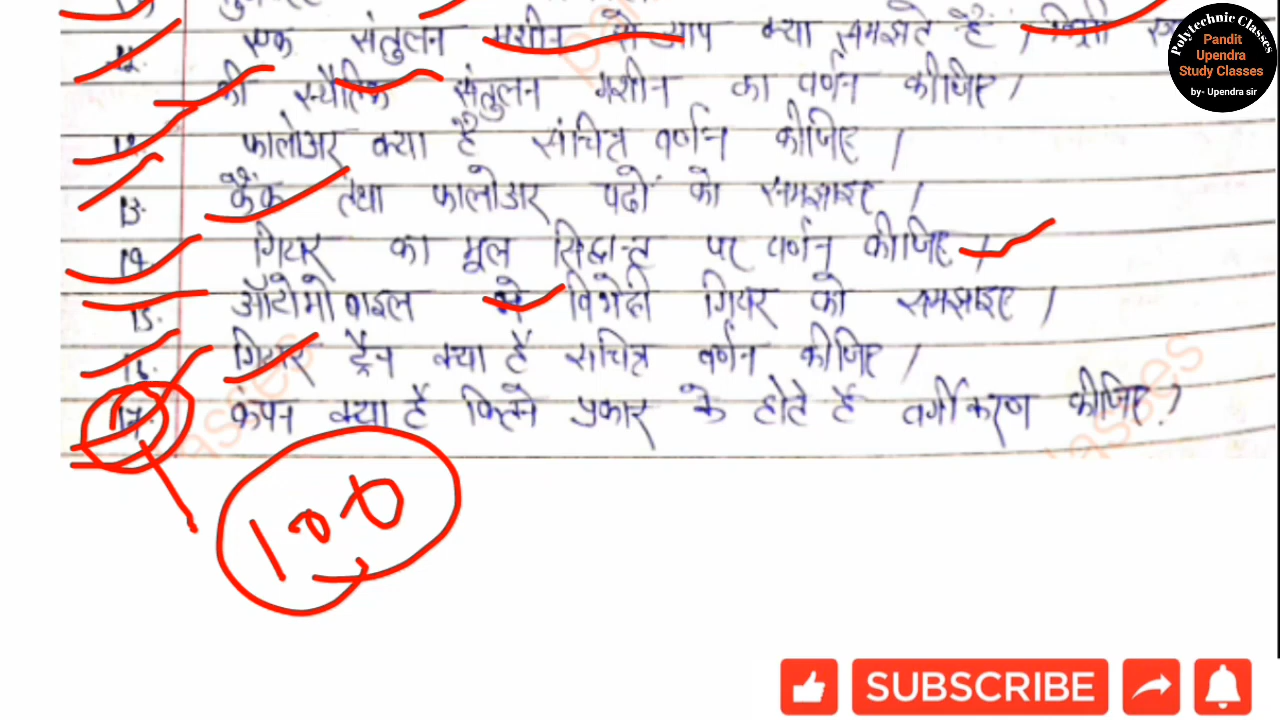 एक संतुलन मशीन से आप क्या समझते हैं । किसी
की स्थैतिक संतुलन मशीन का वर्णन कीजिए ।
12. फालोअर क्या है संचित्र वर्णन कीजिए ।
13. कैंक तथा फालोअर पदों को समझाइए ।
14. गियर का मूल सिद्धान्त पर वर्णन कीजिए ।
15. ऑटोमोबाइल मे विभेदी गियर को समझाइए ।
16. गियर ट्रैन क्या है सचित्र वर्णन कीजिए ।
17. कंपन क्या है कितने प्रकार के होते है वर्गीकरण कीजिए ?
100
Polytechnic Classes
Pandit
Upendra
Study Classes
by- Upendra sir
SUBSCRIBE